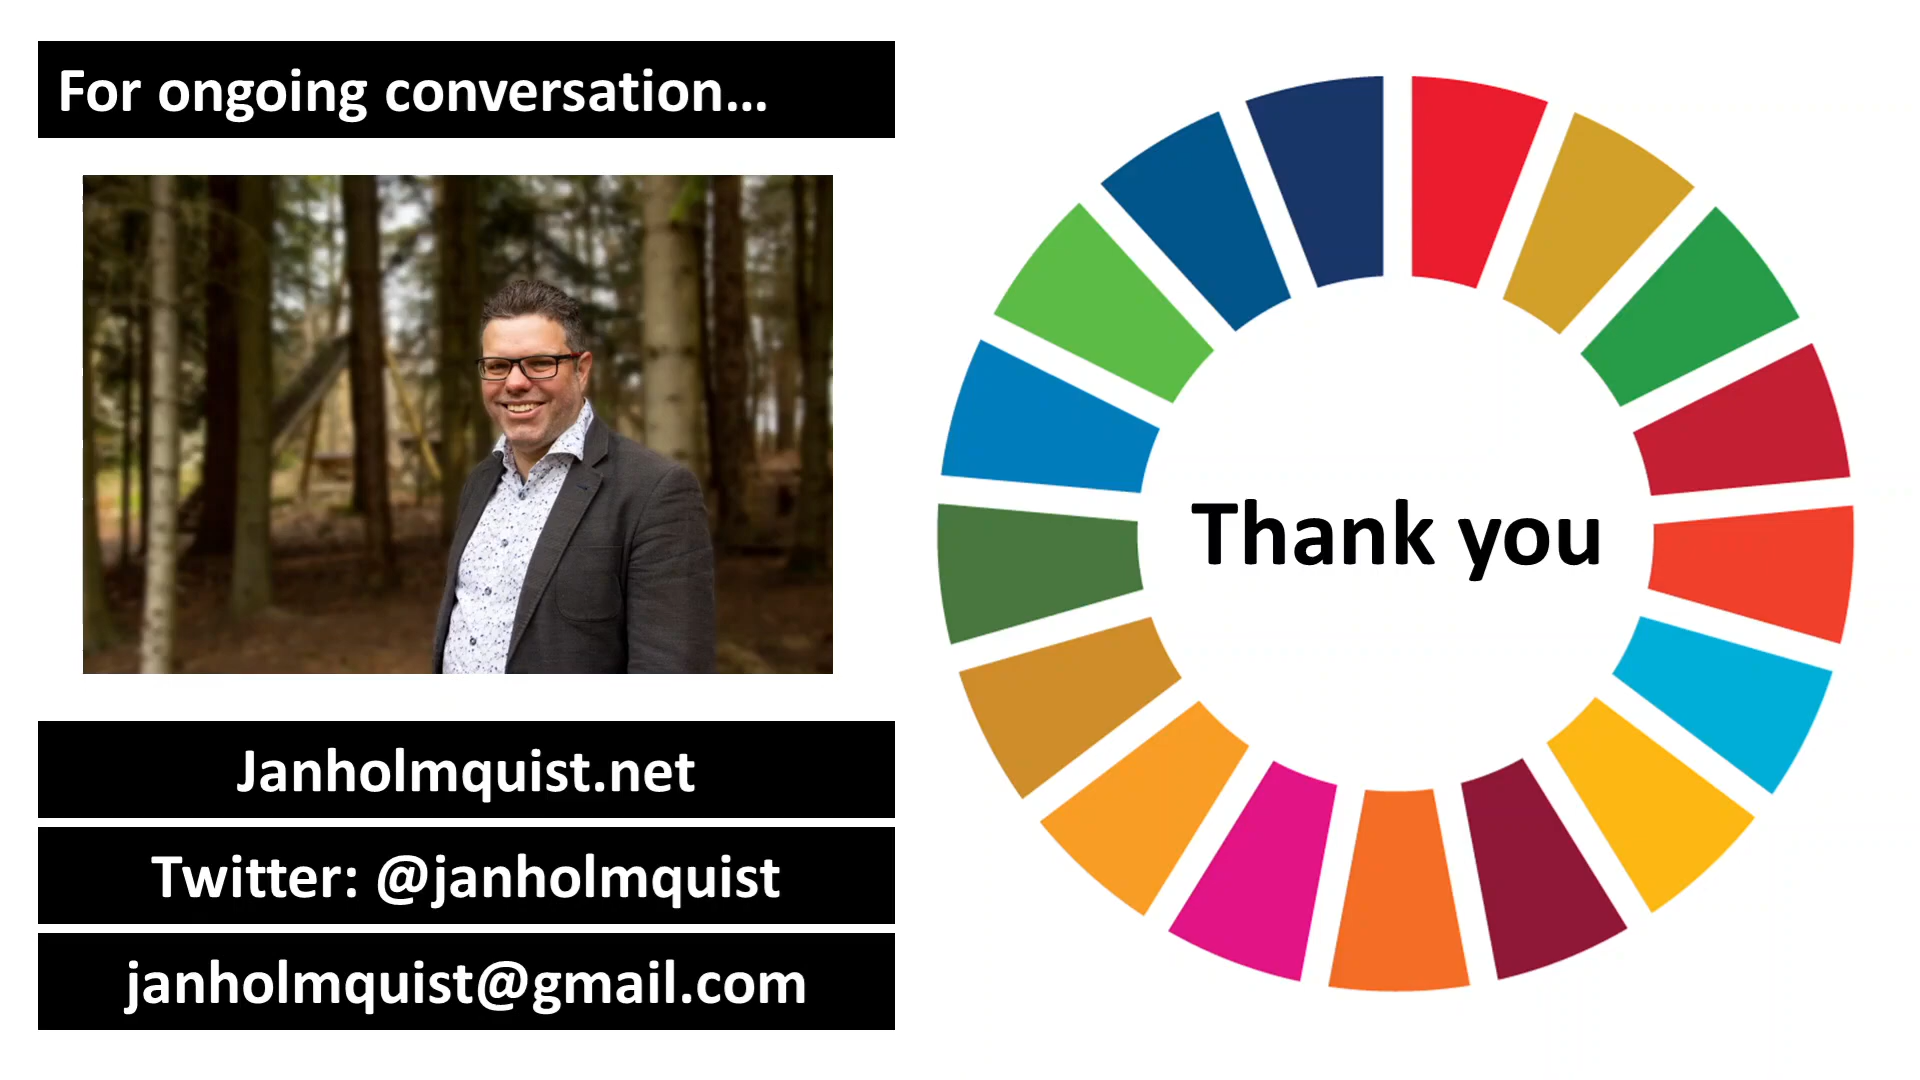 For ongoing conversation…
Thank you
Janholmquist.net
Twitter: @janholmquist
janholmquist@gmail.com